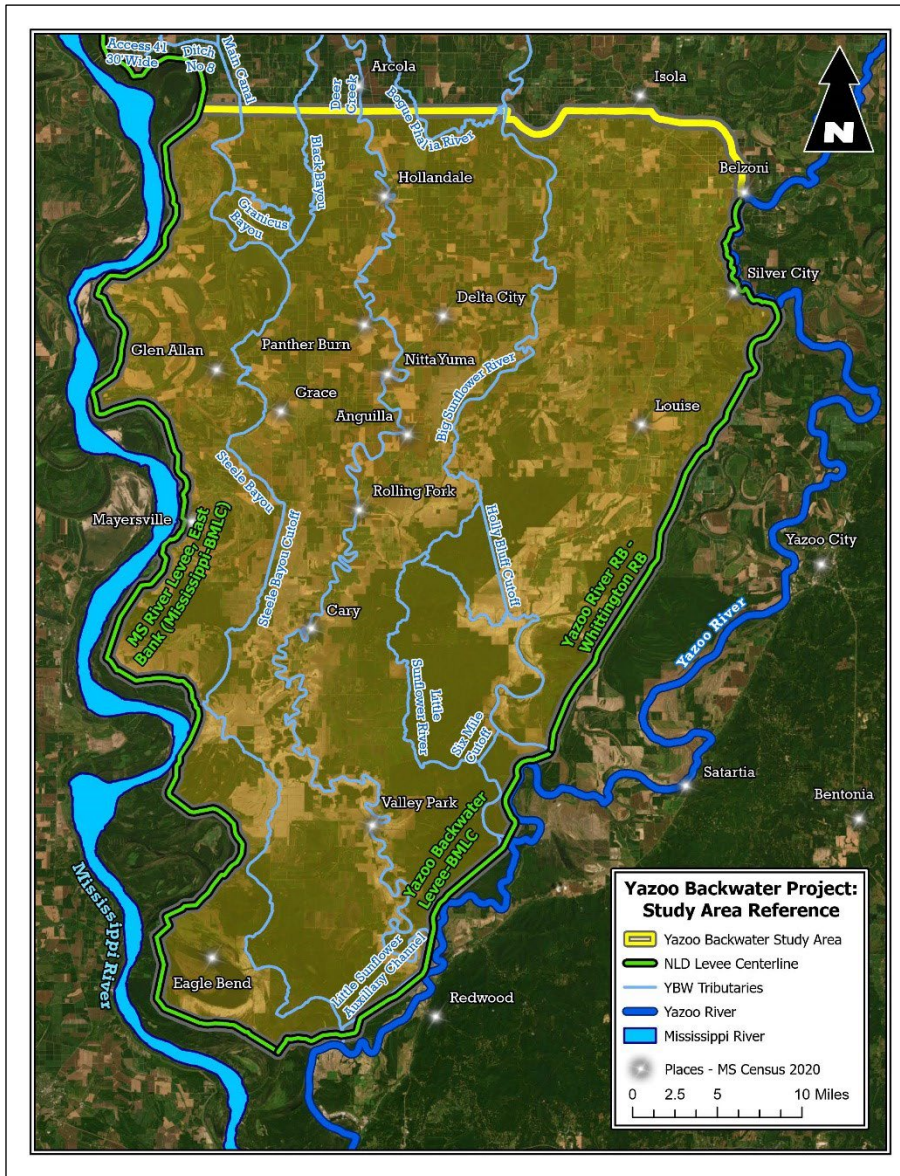 Access 41
30' Wide
Ditch
No 8
Main Canal
Deer
Creek
Arcola
Bogue Phalia River
Isola
N
Black Bayou
Belzoni
Hollandale
Granicus
Bayou
Silver City
Delta City
Panther Burn
Glen Allan
NittaYuma
Grace
Big Sunflower River
Louise
Anguilla
Steele Bayou
Rolling Fork
Mayersville
Holly Bluff Cutoff
Yazoo City
Steele Bayou Cutoff
MS River Levee, East
Bank (Mississippi-BMLC)
Yazoo River RB -
Whittington RB
Cary
Yazoo River
Little
Sunflower River
Six Mile
Cutoff
Satartia
Bentonia
Valley Park
Yazoo Backwater
Levee-BMLC
Mississippi River
Eagle Bend
Little Sunflower
Auxillary Channel
Redwood
Yazoo Backwater Project:
Study Area Reference
Yazoo Backwater Study Area
NLD Levee Centerline
YBW Tributaries
Yazoo River
Mississippi River
Places - MS Census 2020
0 2.5 5 10 Miles